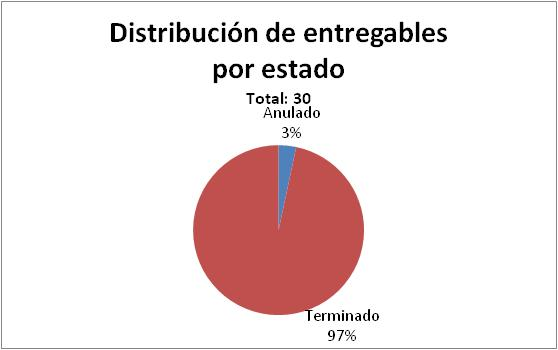 Distribución de entregables
por estado
Total: 30
Anulado
3%
Terminado
97%